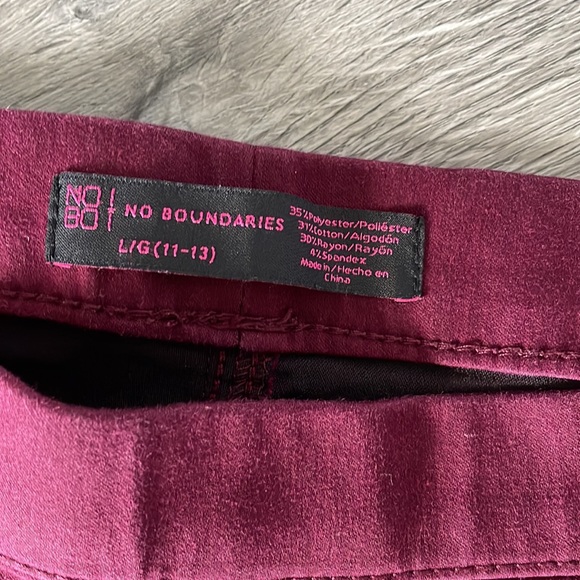 NO
BO
NO BOUNDARIES
L/G (11-13)
35%Polyester/Poliéster
31%Cotton/Algodón
30%Rayon/Rayón
4%Spandex
Made in/Hecho en
China